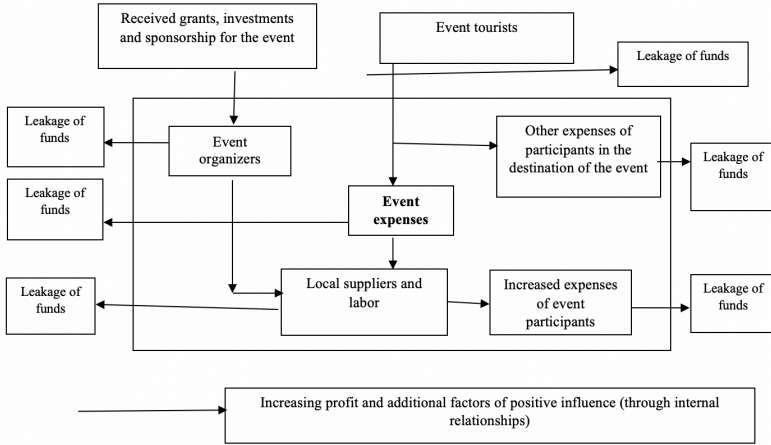 Received grants, investments
and sponsorship for the event
Event tourists
Leakage of funds
Leakage of
funds
Event
organizers
Other expenses of
participants in the
destination of the event
Leakage of
funds
Leakage of
funds
Event
expenses
Leakage of
funds
Local suppliers and
labor
Increased expenses
of event
participants
Leakage of
funds
Increasing profit and additional factors of positive influence (through internal
relationships)